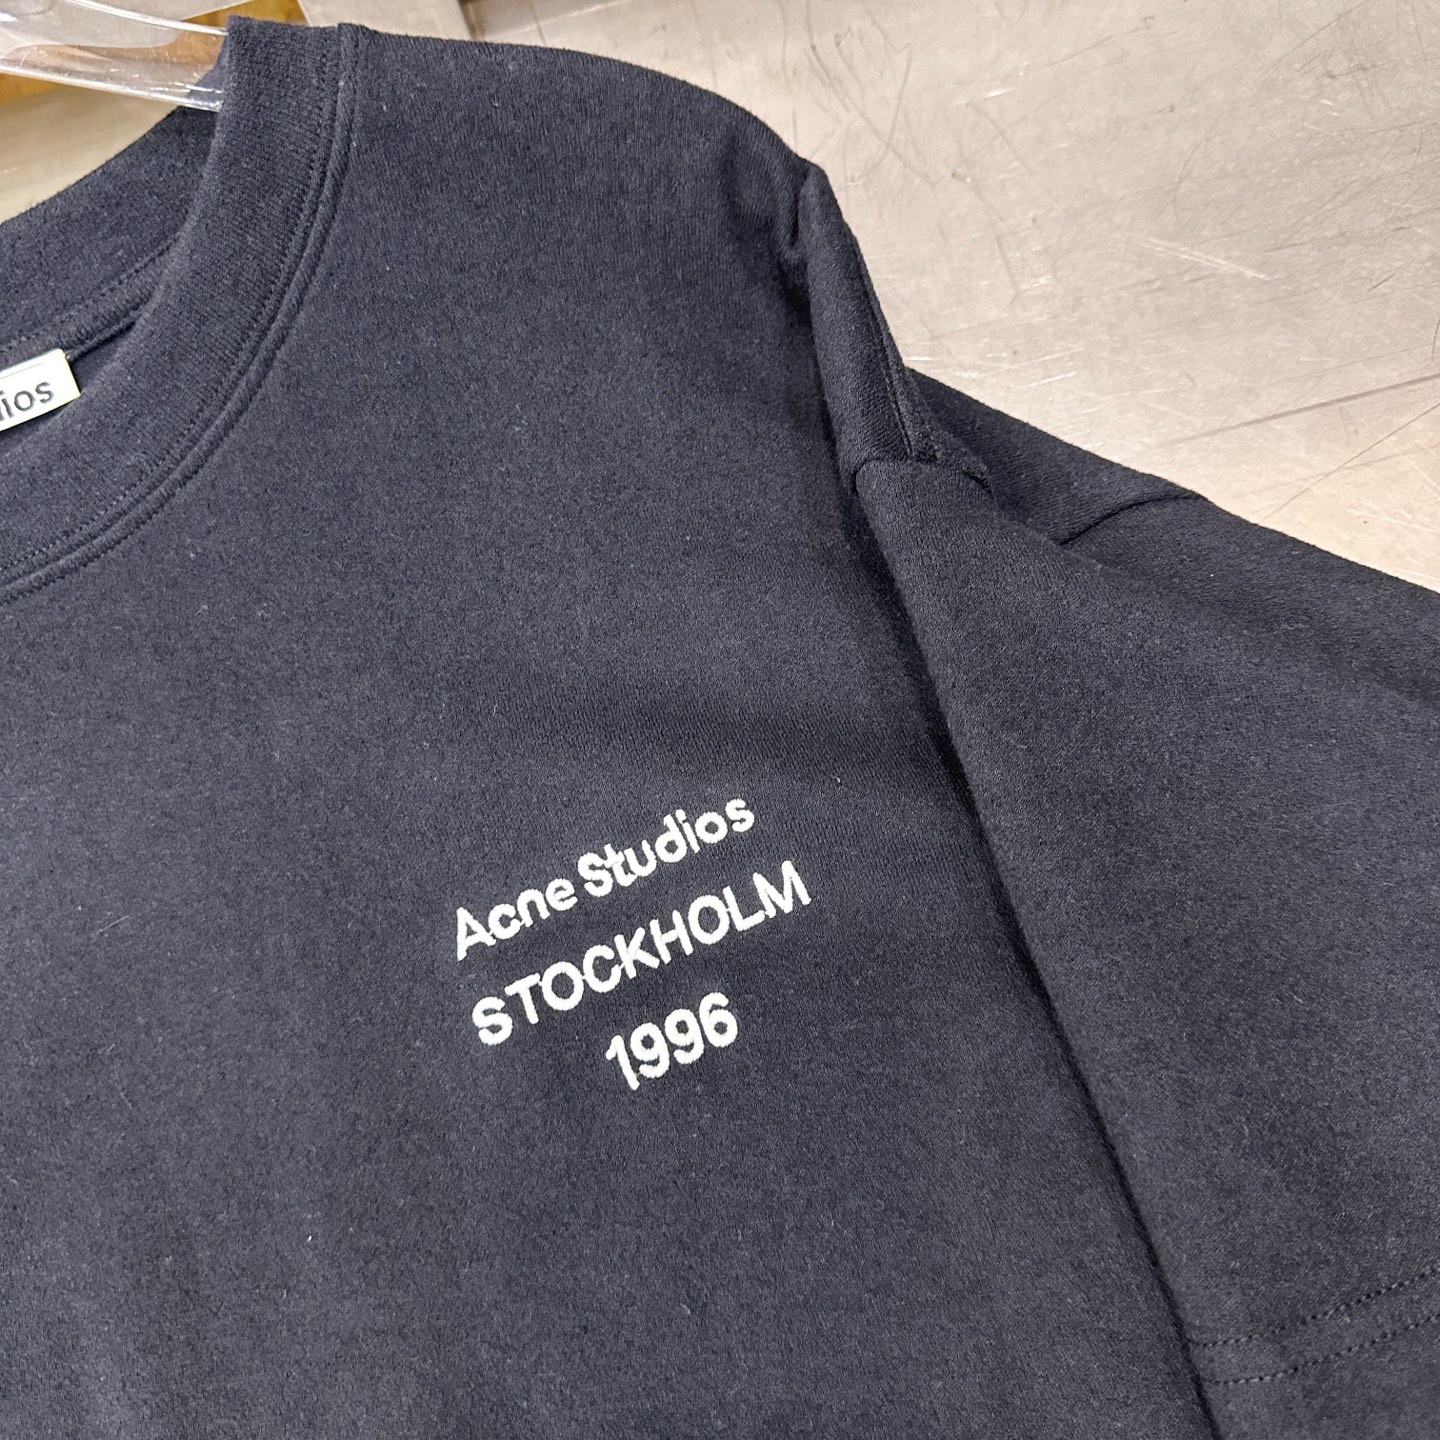 Acne Studios
STOCKHOLM
1996